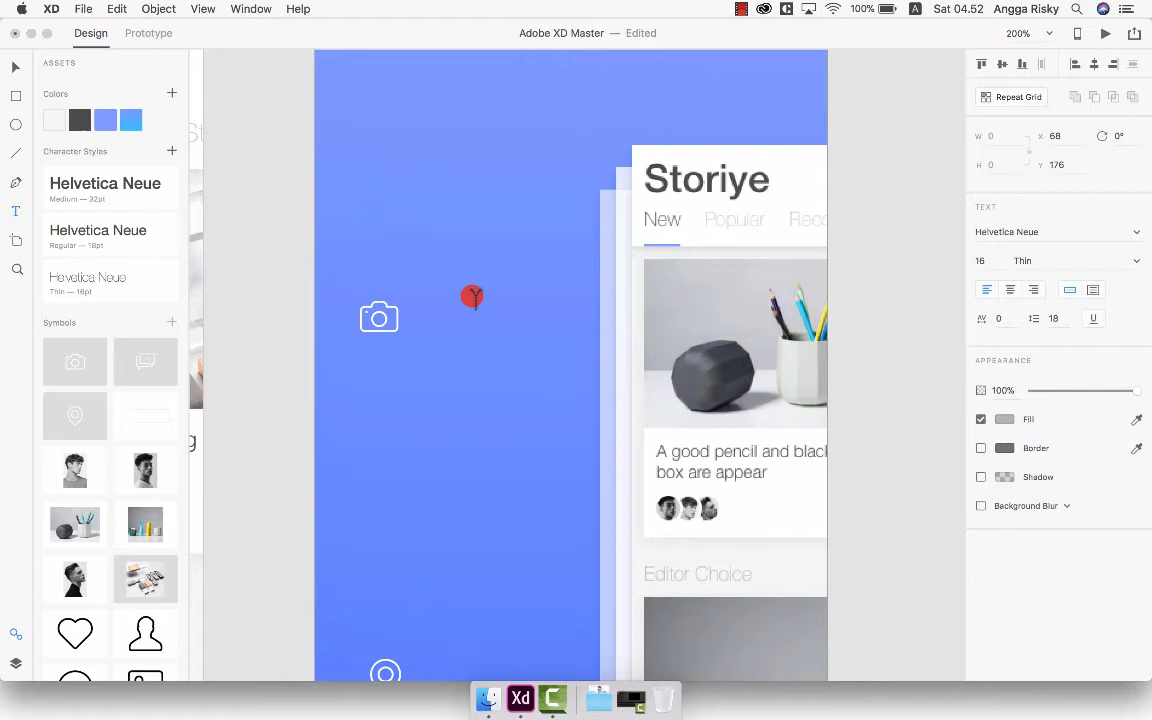 XD File Edit Object View Window Help
100% A Sat 04.52 Angga Risky
Design Prototype
Adobe XD Master — Edited
200%
ASSETS
Colors
Character Styles
Helvetica Neue
Medium — 32pt
Helvetica Neue
Regular — 18pt
Helvetica Neue
Thin — 16pt
Symbols
Storiye
New Popular Reco
A good pencil and black
box are appear
Editor Choice
Repeat Grid
W 0 X 68 0°
H 0 Y 176
TEXT
Helvetica Neue
16 Thin
AV 0 18 U
APPEARANCE
100%
Fill
Border
Shadow
Background Blur
Xd C